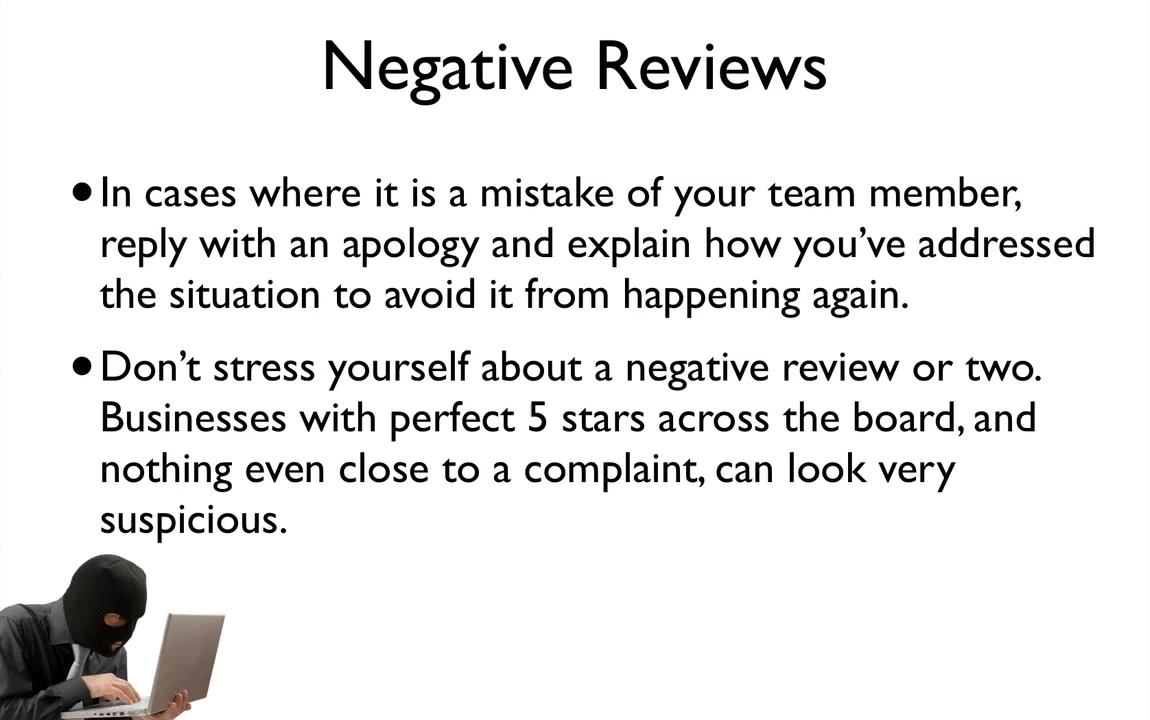 Negative Reviews
•In cases where it is a mistake of your team member,
reply with an apology and explain how you’ve addressed
the situation to avoid it from happening again.
•Don’t stress yourself about a negative review or two.
Businesses with perfect 5 stars across the board, and
nothing even close to a complaint, can look very
suspicious.